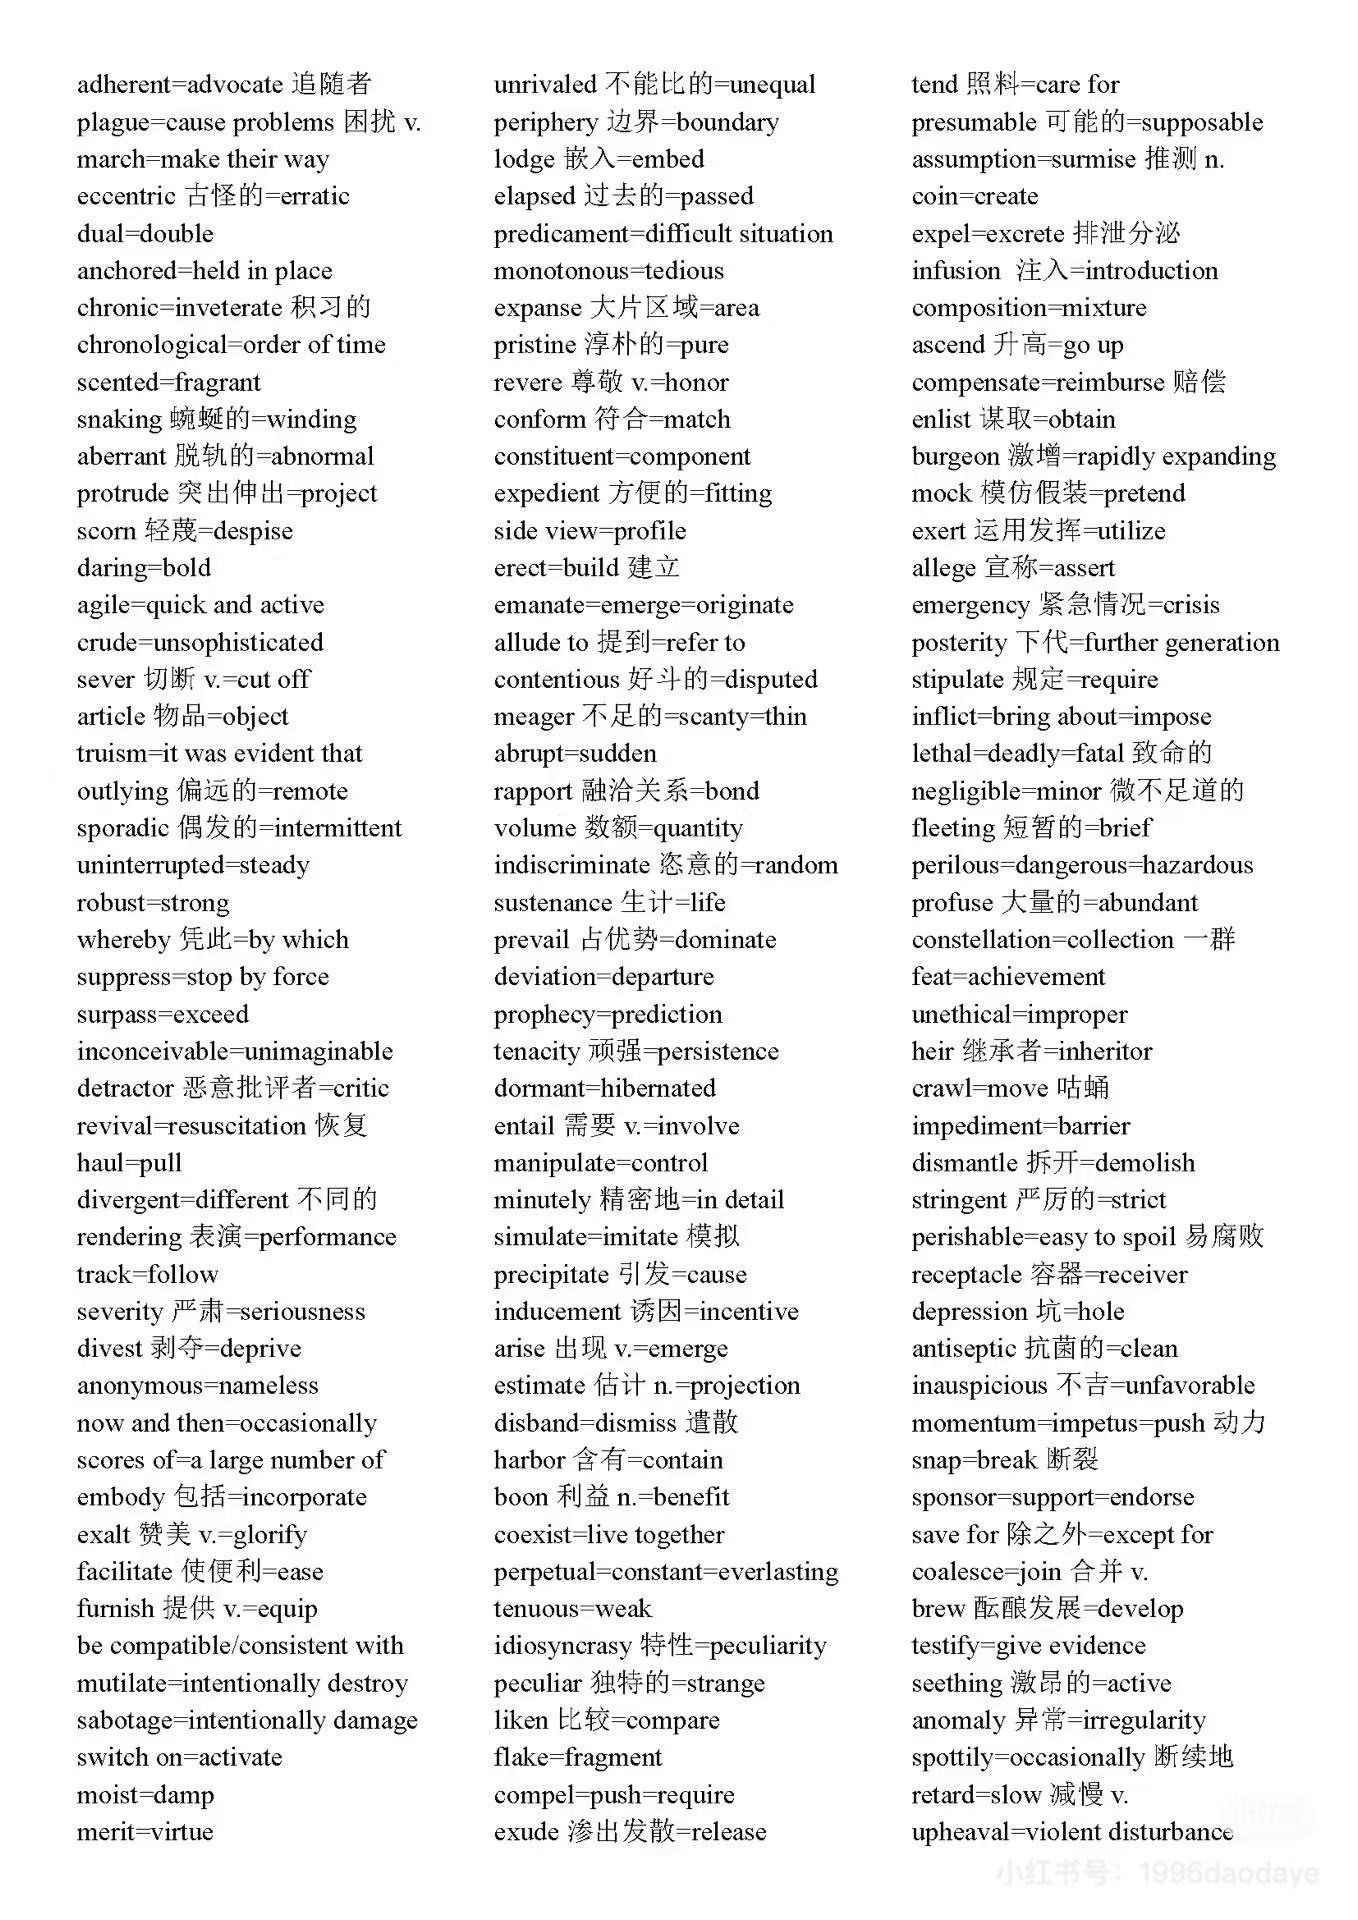 adherent=advocate 追随者
plague=cause problems 困扰 v.
march=make their way
eccentric 古怪的=erratic
dual=double
anchored=held in place
chronic=inveterate 积习的
chronological=order of time
scented=fragrant
snaking 蜿蜒的=winding
aberrant 脱轨的=abnormal
protrude 突出伸出=project
scorn 轻蔑=despise
daring=bold
agile=quick and active
crude=unsophisticated
sever 切断 v.=cut off
article 物品=object
truism=it was evident that
outlying 偏远的=remote
sporadic 偶发的=intermittent
uninterrupted=steady
robust=strong
whereby 凭此=by which
suppress=stop by force
surpass=exceed
inconceivable=unimaginable
detractor 恶意批评者=critic
revival=resuscitation 恢复
haul=pull
divergent=different 不同的
rendering 表演=performance
track=follow
severity 严肃=seriousness
divest 剥夺=deprive
anonymous=nameless
now and then=occasionally
scores of=a large number of
embody 包括=incorporate
exalt 赞美 v.=glorify
facilitate 使便利=ease
furnish 提供 v.=equip
be compatible/consistent with
mutilate=intentionally destroy
sabotage=intentionally damage
switch on=activate
moist=damp
merit=virtue
unrivaled 不能比的=unequal
periphery 边界=boundary
lodge 嵌入=embed
elapsed 过去的=passed
predicament=difficult situation
monotonous=tedious
expanse 大片区域=area
pristine 淳朴的=pure
revere 尊敬 v.=honor
conform 符合=match
constituent=component
expedient 方便的=fitting
side view=profile
erect=build 建立
emanate=emerge=originate
allude to 提到=refer to
contentious 好斗的=disputed
meager 不足的=scanty=thin
abrupt=sudden
rapport 融洽关系=bond
volume 数额=quantity
indiscriminate 恣意的=random
sustenance 生计=life
prevail 占优势=dominate
deviation=departure
prophecy=prediction
tenacity 顽强=persistence
dormant=hibernated
entail 需要 v.=involve
manipulate=control
minutely 精密地=in detail
simulate=imitate 模拟
precipitate 引发=cause
inducement 诱因=incentive
arise 出现 v.=emerge
estimate 估计 n.=projection
disband=dismiss 遣散
harbor 含有=contain
boon 利益 n.=benefit
coexist=live together
perpetual=constant=everlasting
tenuous=weak
idiosyncrasy 特性=peculiarity
peculiar 独特的=strange
liken 比较=compare
flake=fragment
compel=push=require
exude 渗出发散=release
tend 照料=care for
presumable 可能的=supposable
assumption=surmise 推测 n.
coin=create
expel=excrete 排泄分泌
infusion 注入=introduction
composition=mixture
ascend 升高=go up
compensate=reimburse 赔偿
enlist 谋取=obtain
burgeon 激增=rapidly expanding
mock 模仿假装=pretend
exert 运用发挥=utilize
allege 宣称=assert
emergency 紧急情况=crisis
posterity 下代=further generation
stipulate 规定=require
inflict=bring about=impose
lethal=deadly=fatal 致命的
negligible=minor 微不足道的
fleeting 短暂的=brief
perilous=dangerous=hazardous
profuse 大量的=abundant
constellation=collection 一群
feat=achievement
unethical=improper
heir 继承者=inheritor
crawl=move 咕蛹
impediment=barrier
dismantle 拆开=demolish
stringent 严厉的=strict
perishable=easy to spoil 易腐败
receptacle 容器=receiver
depression 坑=hole
antiseptic 抗菌的=clean
inauspicious 不吉=unfavorable
momentum=impetus=push 动力
snap=break 断裂
sponsor=support=endorse
save for 除之外=except for
coalesce=join 合并 v.
brew 酝酿发展=develop
testify=give evidence
seething 激昂的=active
anomaly 异常=irregularity
spottily=occasionally 断续地
retard=slow 减慢 v.
upheaval=violent disturbance
小红书号：1996daodaye